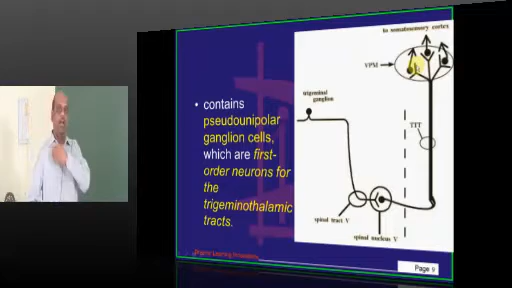 • contains
pseudounipolar
ganglion cells,
which are first-
order neurons for
the
trigeminothalamic
tracts.
to somatosensory cortex
VPM
trigeminal
ganglion
TTT
spinal tract V
spinal nucleus V
Page 9